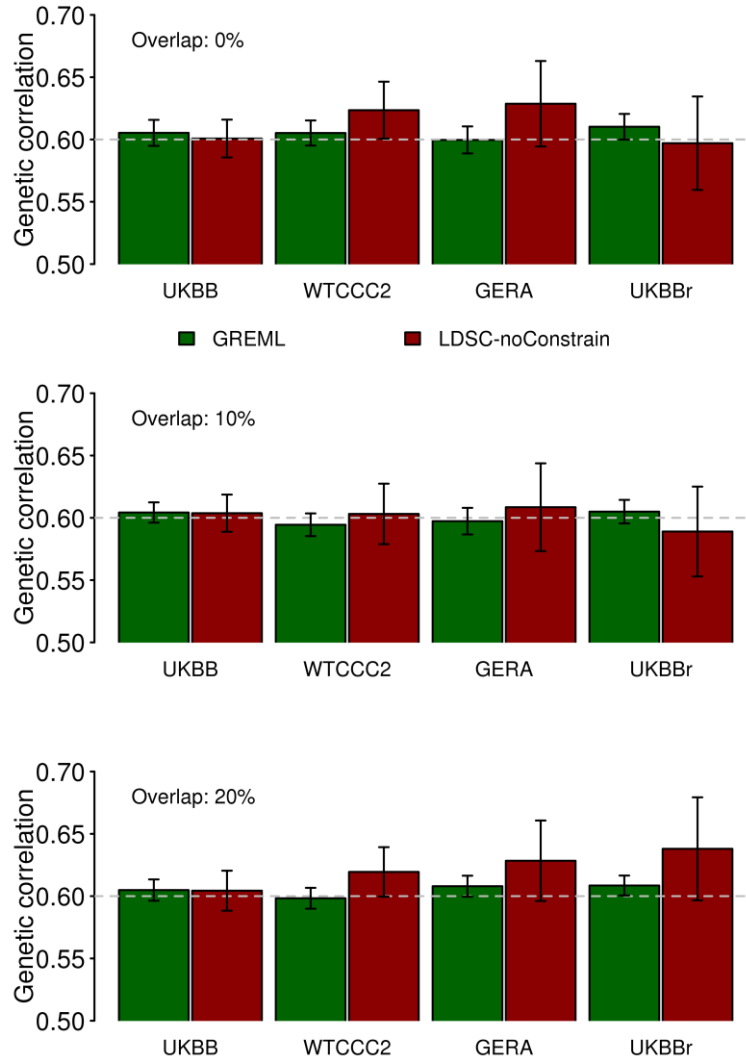 Genetic correlation
0.70
0.65
0.60
0.55
0.50
Overlap: 0%
UKBB WTCCC2 GERA UKBBr
GREML LDSC-noConstrain
Genetic correlation
0.70
0.65
0.60
0.55
0.50
Overlap: 10%
UKBB WTCCC2 GERA UKBBr
Genetic correlation
0.70
0.65
0.60
0.55
0.50
Overlap: 20%
UKBB WTCCC2 GERA UKBBr